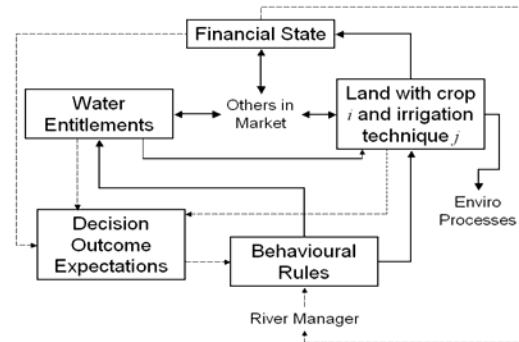 Financial State
Water
Entitlements
Others in
Market
Land with crop
i and irrigation
technique j
Enviro
Processes
Decision
Outcome
Expectations
Behavioural
Rules
River Manager